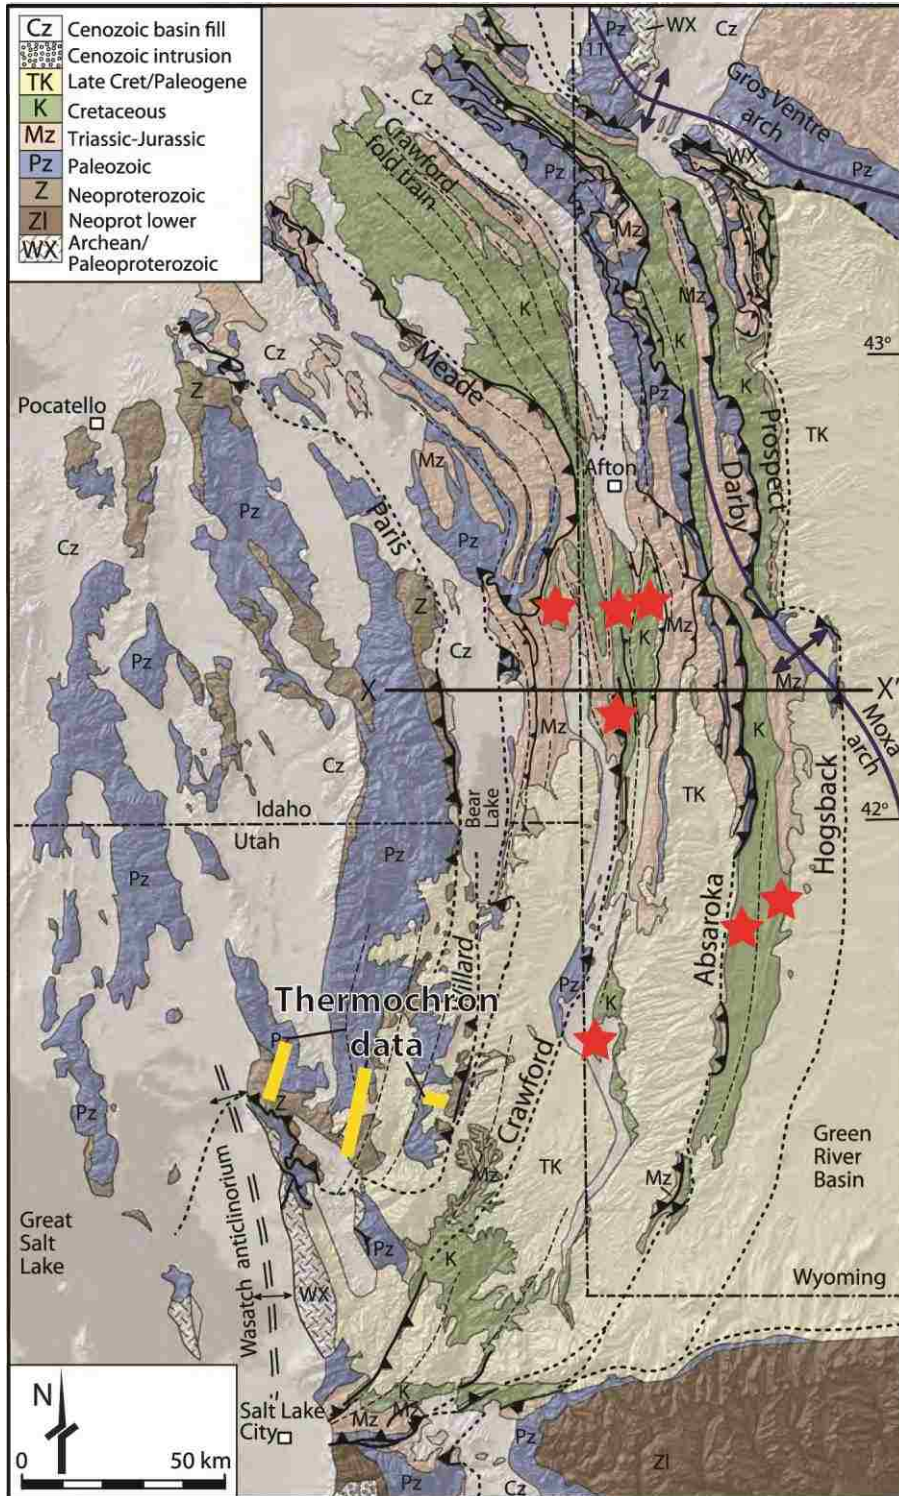 Cz Cenozoic basin fill
Cenozoic intrusion
TK Late Cret/Paleogene
K Cretaceous
Mz Triassic-Jurassic
Pz Paleozoic
Z Neoproterozoic
Zl Neoprot lower
WX Archean/
Paleoproterozoic
Pz
WX
Cz
111°
Cz
Gros Ventre
arch
Pz
WX
Crawford
fold train
Pz
Mz
K
Mz
K
43°
Cz
Meade
K
Z
Pocatello
Pz
Prospect
TK
Mz
Afton
Darby
Pz
Paris
Pz
Cz
Z
K
Mz
Pz
Cz
X
X'
Mz
Mz
K
Moxa
arch
Cz
TK
42°
Idaho
Utah
Bear
Lake
Hogsback
Pz
Pz
Absaroka
Willard
Thermochron
data
Pz
K
Z
Pz
Crawford
Green
River
Basin
TK
Mz
Mz
Great
Salt
Lake
Wasatch anticlinorium
Pz
K
WX
Wyoming
N
Salt Lake
City
K
Mz
Mz
0 50 km
Pz
Cz
Zl